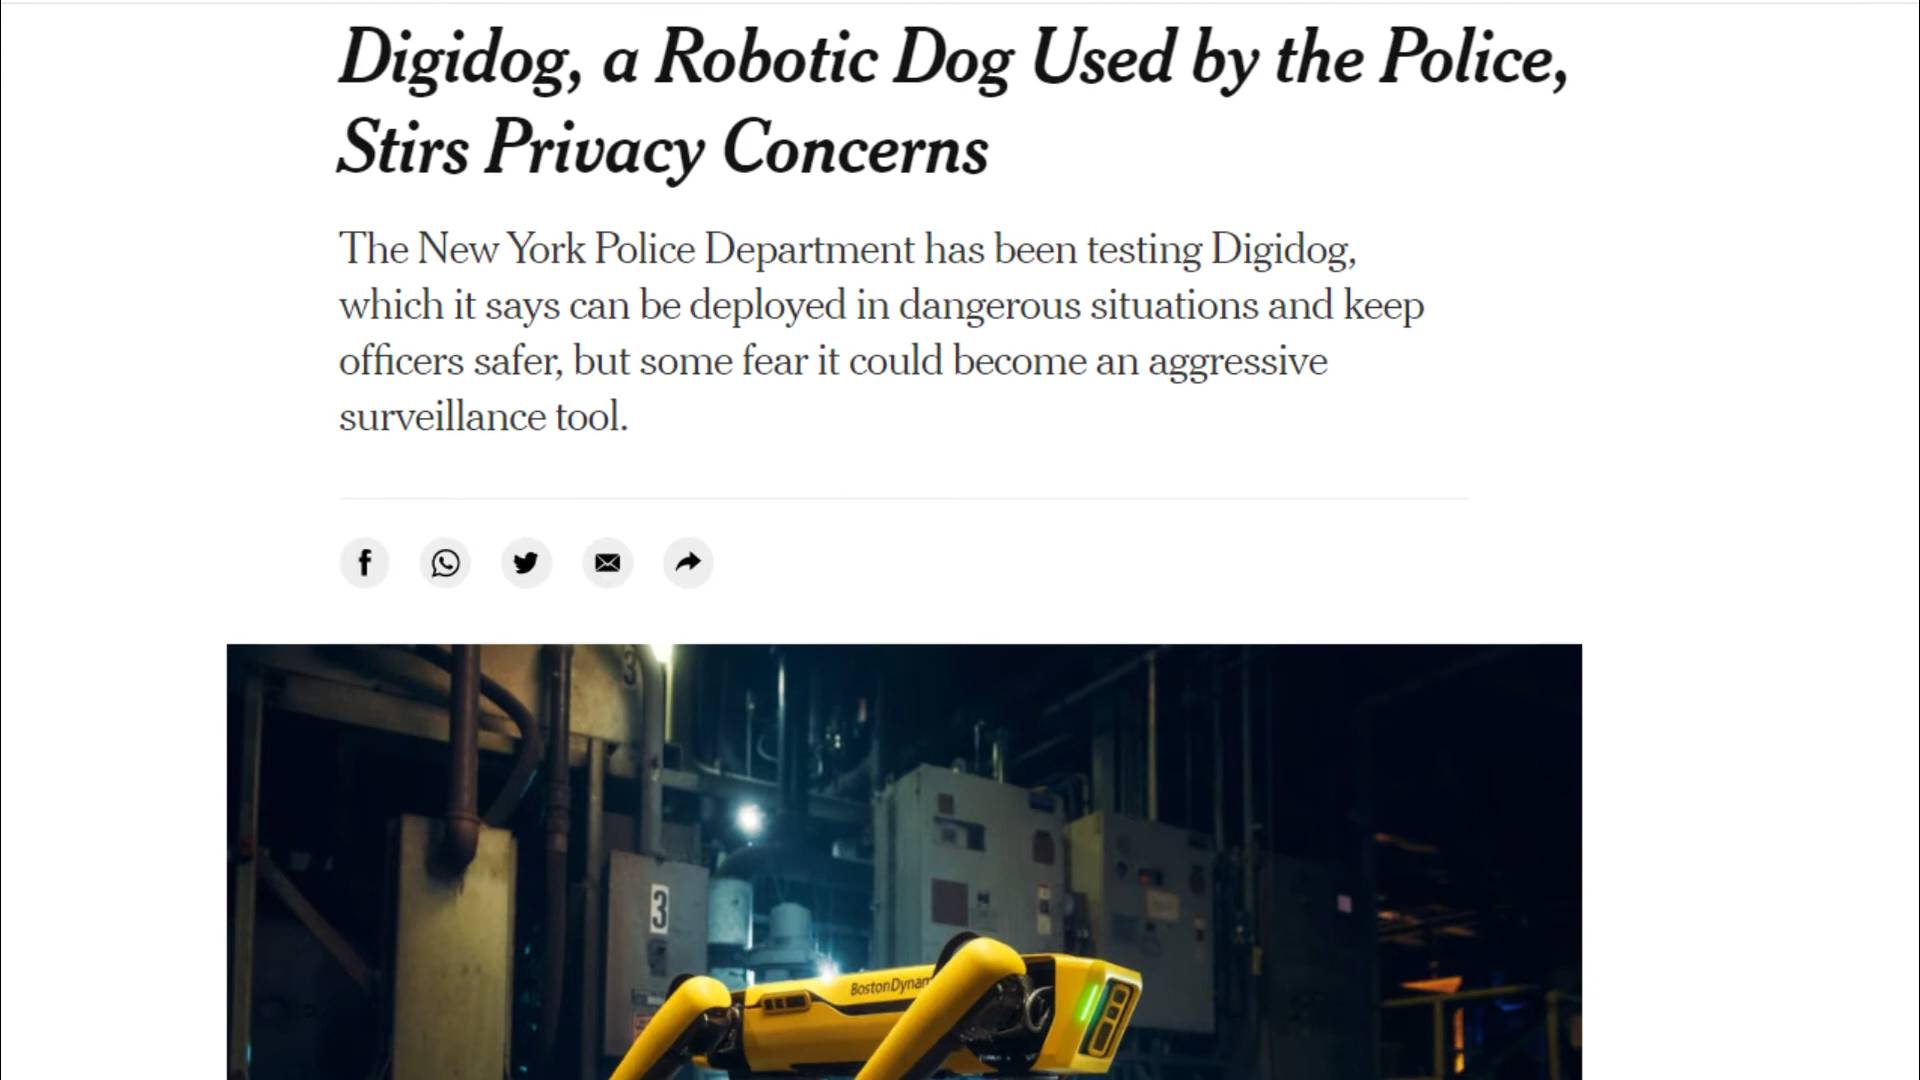 Digidog, a Robotic Dog Used by the Police,
Stirs Privacy Concerns
The New York Police Department has been testing Digidog,
which it says can be deployed in dangerous situations and keep
officers safer, but some fear it could become an aggressive
surveillance tool.
3
3
BostonDynam